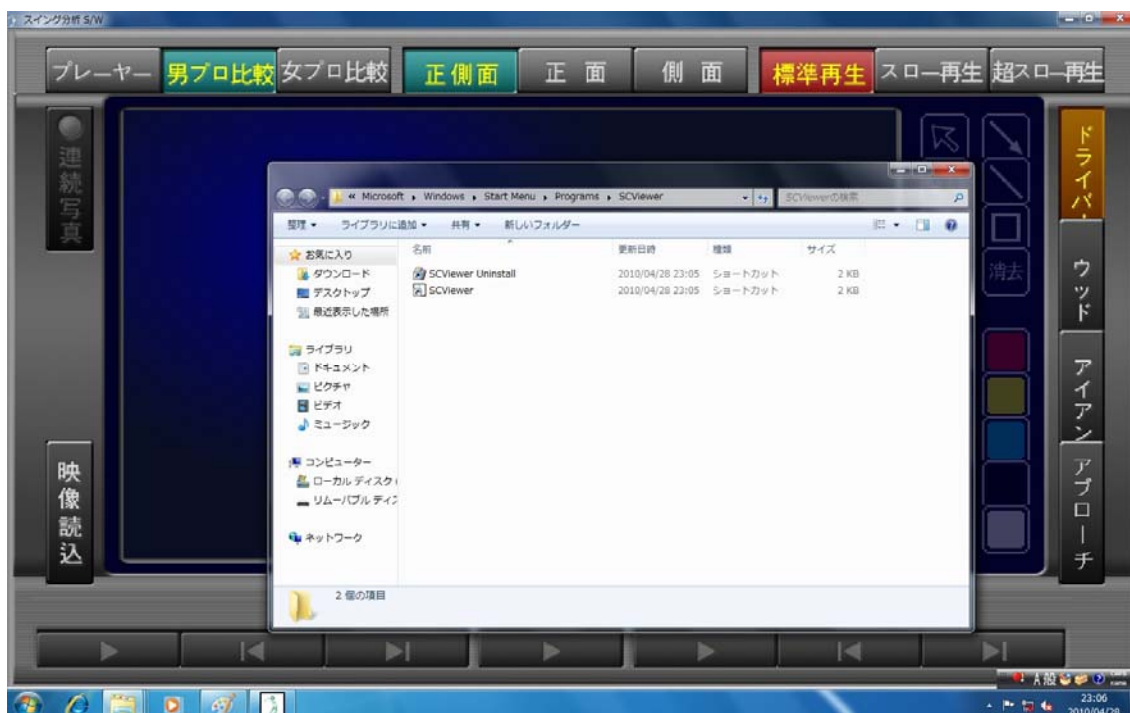 スイング分析 S/W
プレーヤー 男プロ比較 女プロ比較 正側面 正面 側面 標準再生 スロー再生 超スロー再生
連続写真
映像読込
ドライバー
ウッド
アイアン
アプローチ
消去
« Microsoft ▸ Windows ▸ Start Menu ▸ Programs ▸ SCViewer
SCViewerの検索
整理 ライブラリに追加 共有 新しいフォルダー
名前 更新日時 種類 サイズ
SCViewer Uninstall 2010/04/28 23:05 ショートカット 2 KB
SCViewer 2010/04/28 23:05 ショートカット 2 KB
お気に入り
ダウンロード
デスクトップ
最近表示した場所
ライブラリ
ドキュメント
ピクチャ
ビデオ
ミュージック
コンピューター
ローカル ディスク (
リムーバブル ディス
ネットワーク
2 個の項目
A 般
23:06
2010/04/28